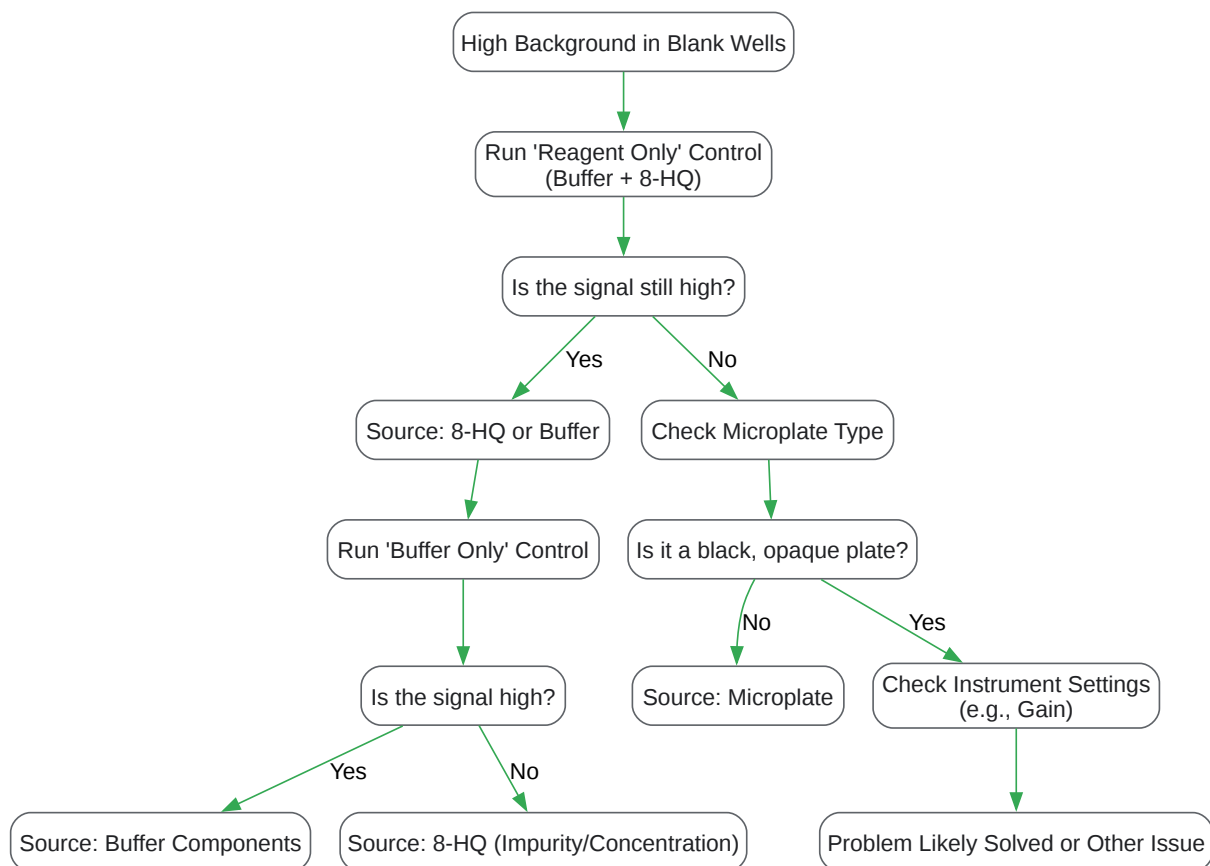 High Background in Blank Wells
Run 'Reagent Only' Control
(Buffer + 8-HQ)
Is the signal still high?
Yes
No
Source: 8-HQ or Buffer
Check Microplate Type
Run 'Buffer Only' Control
Is it a black, opaque plate?
No
Yes
Is the signal high?
Source: Microplate
Check Instrument Settings
(e.g., Gain)
Yes
No
Source: Buffer Components
Source: 8-HQ (Impurity/Concentration)
Problem Likely Solved or Other Issue